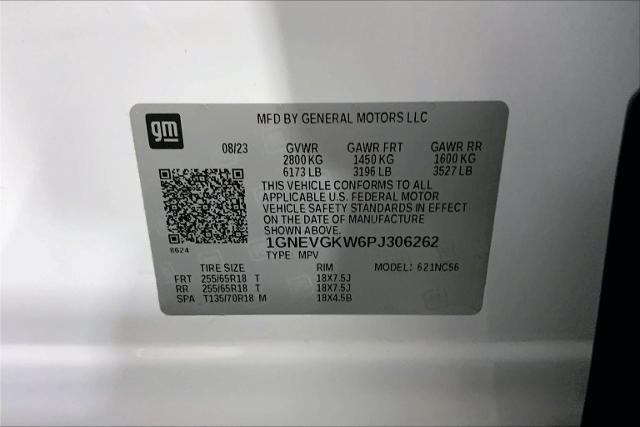 gm
MFD BY GENERAL MOTORS LLC
08/23 GVWR GAWR FRT GAWR RR
2800 KG 1450 KG 1600 KG
6173 LB 3196 LB 3527 LB
THIS VEHICLE CONFORMS TO ALL
APPLICABLE U.S. FEDERAL MOTOR
VEHICLE SAFETY STANDARDS IN EFFECT
ON THE DATE OF MANUFACTURE
SHOWN ABOVE.
8624
1GNEVGKW6PJ306262
TYPE MPV
TIRE SIZE RIM MODEL: 621NC56
FRT 255/65R18 T 18X7.5J
RR 255/65R18 T 18X7.5J
SPA T135/70R18 M 18X4.5B